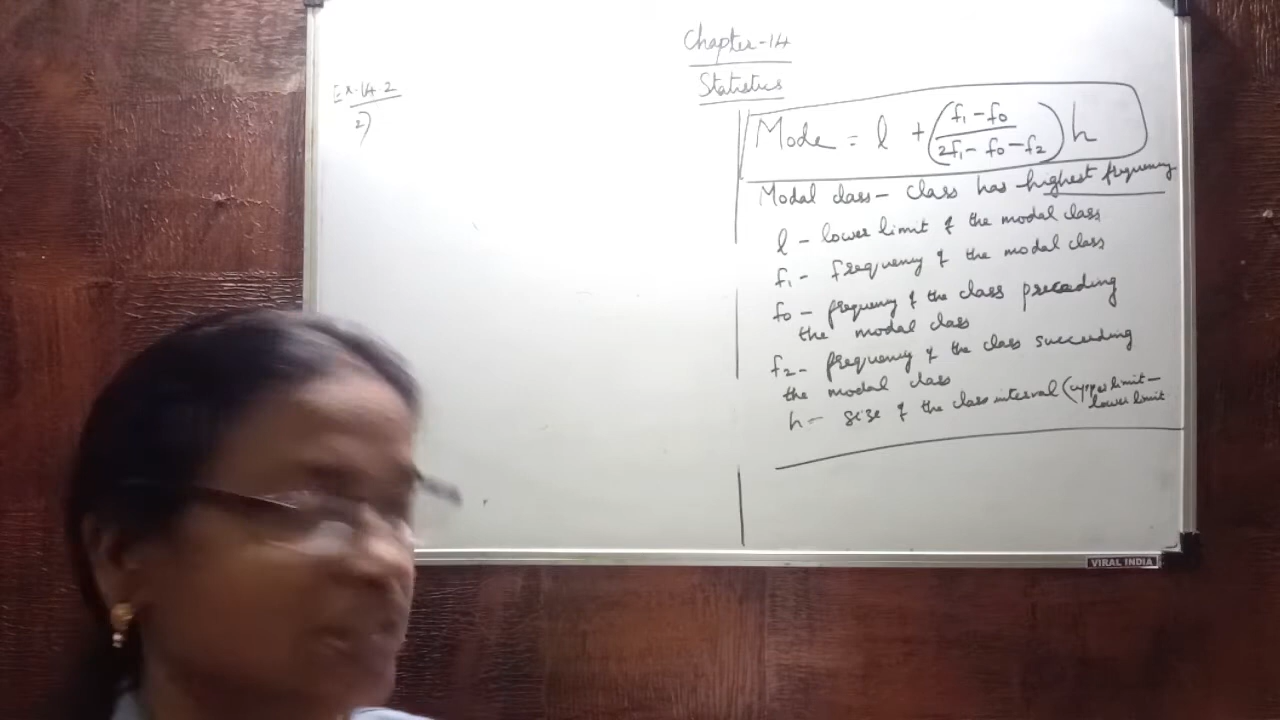 Chapter-14
Statistics
Ex.14.2
2)
Mode = l + (f₁ - f₀ / 2f₁ - f₀ - f₂) h
Modal class - class has highest frequency
l - lower limit of the modal class
f₁ - frequency of the modal class
f₀ - frequency of the class preceding
the modal class
f₂ - frequency of the class succeeding
the modal class
h - size of the class interval (upper limit -
lower limit
VIRAL INDIA